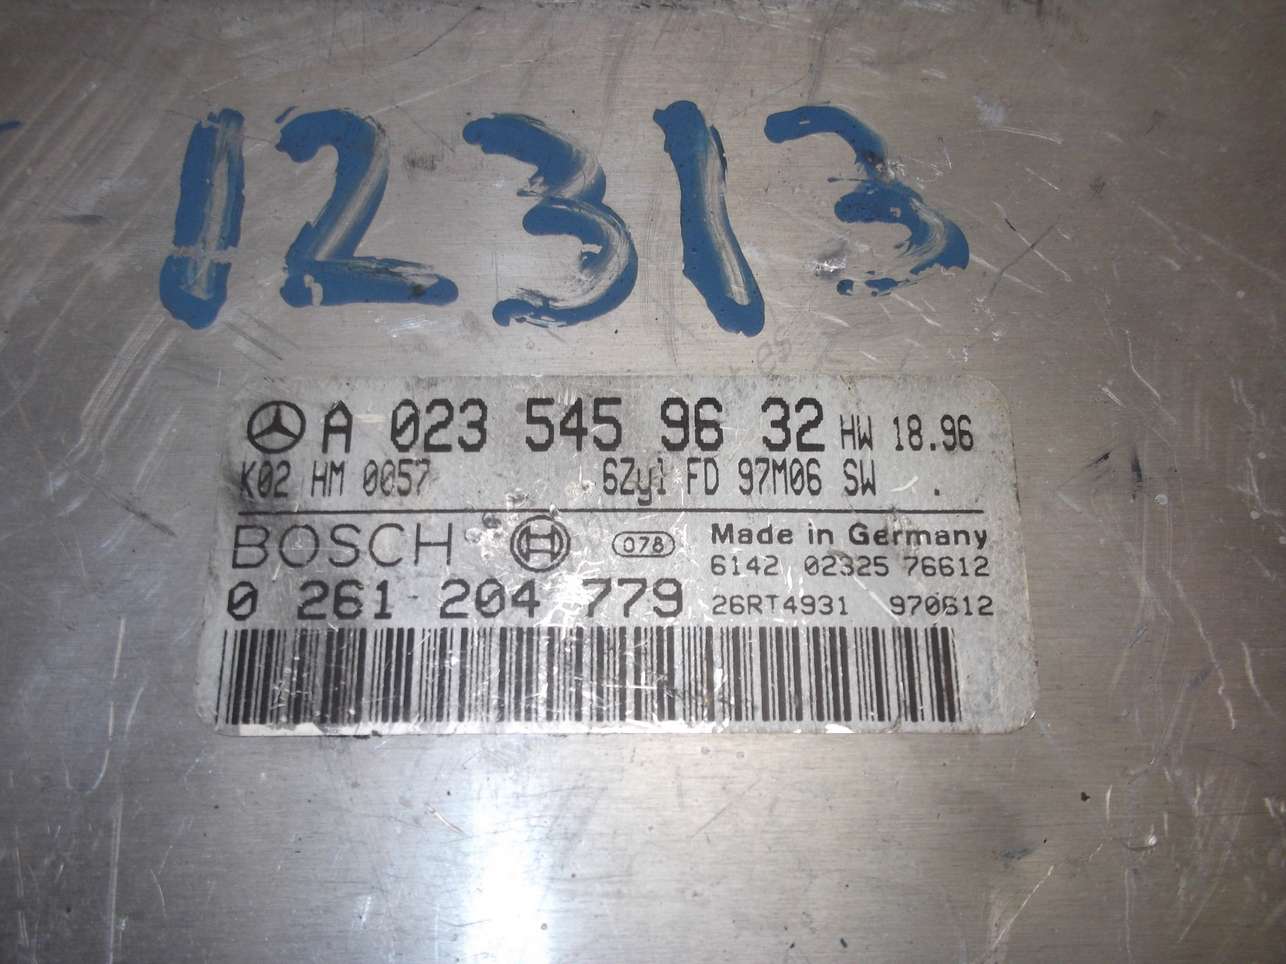 12313
A 023 545 96 32 HW 18.96
K02 HM 0057 6Zyl FD 97M06 SW .
BOSCH 078 Made in Germany
6142 02325 76612
0 261 204 779 26RT4931 970612